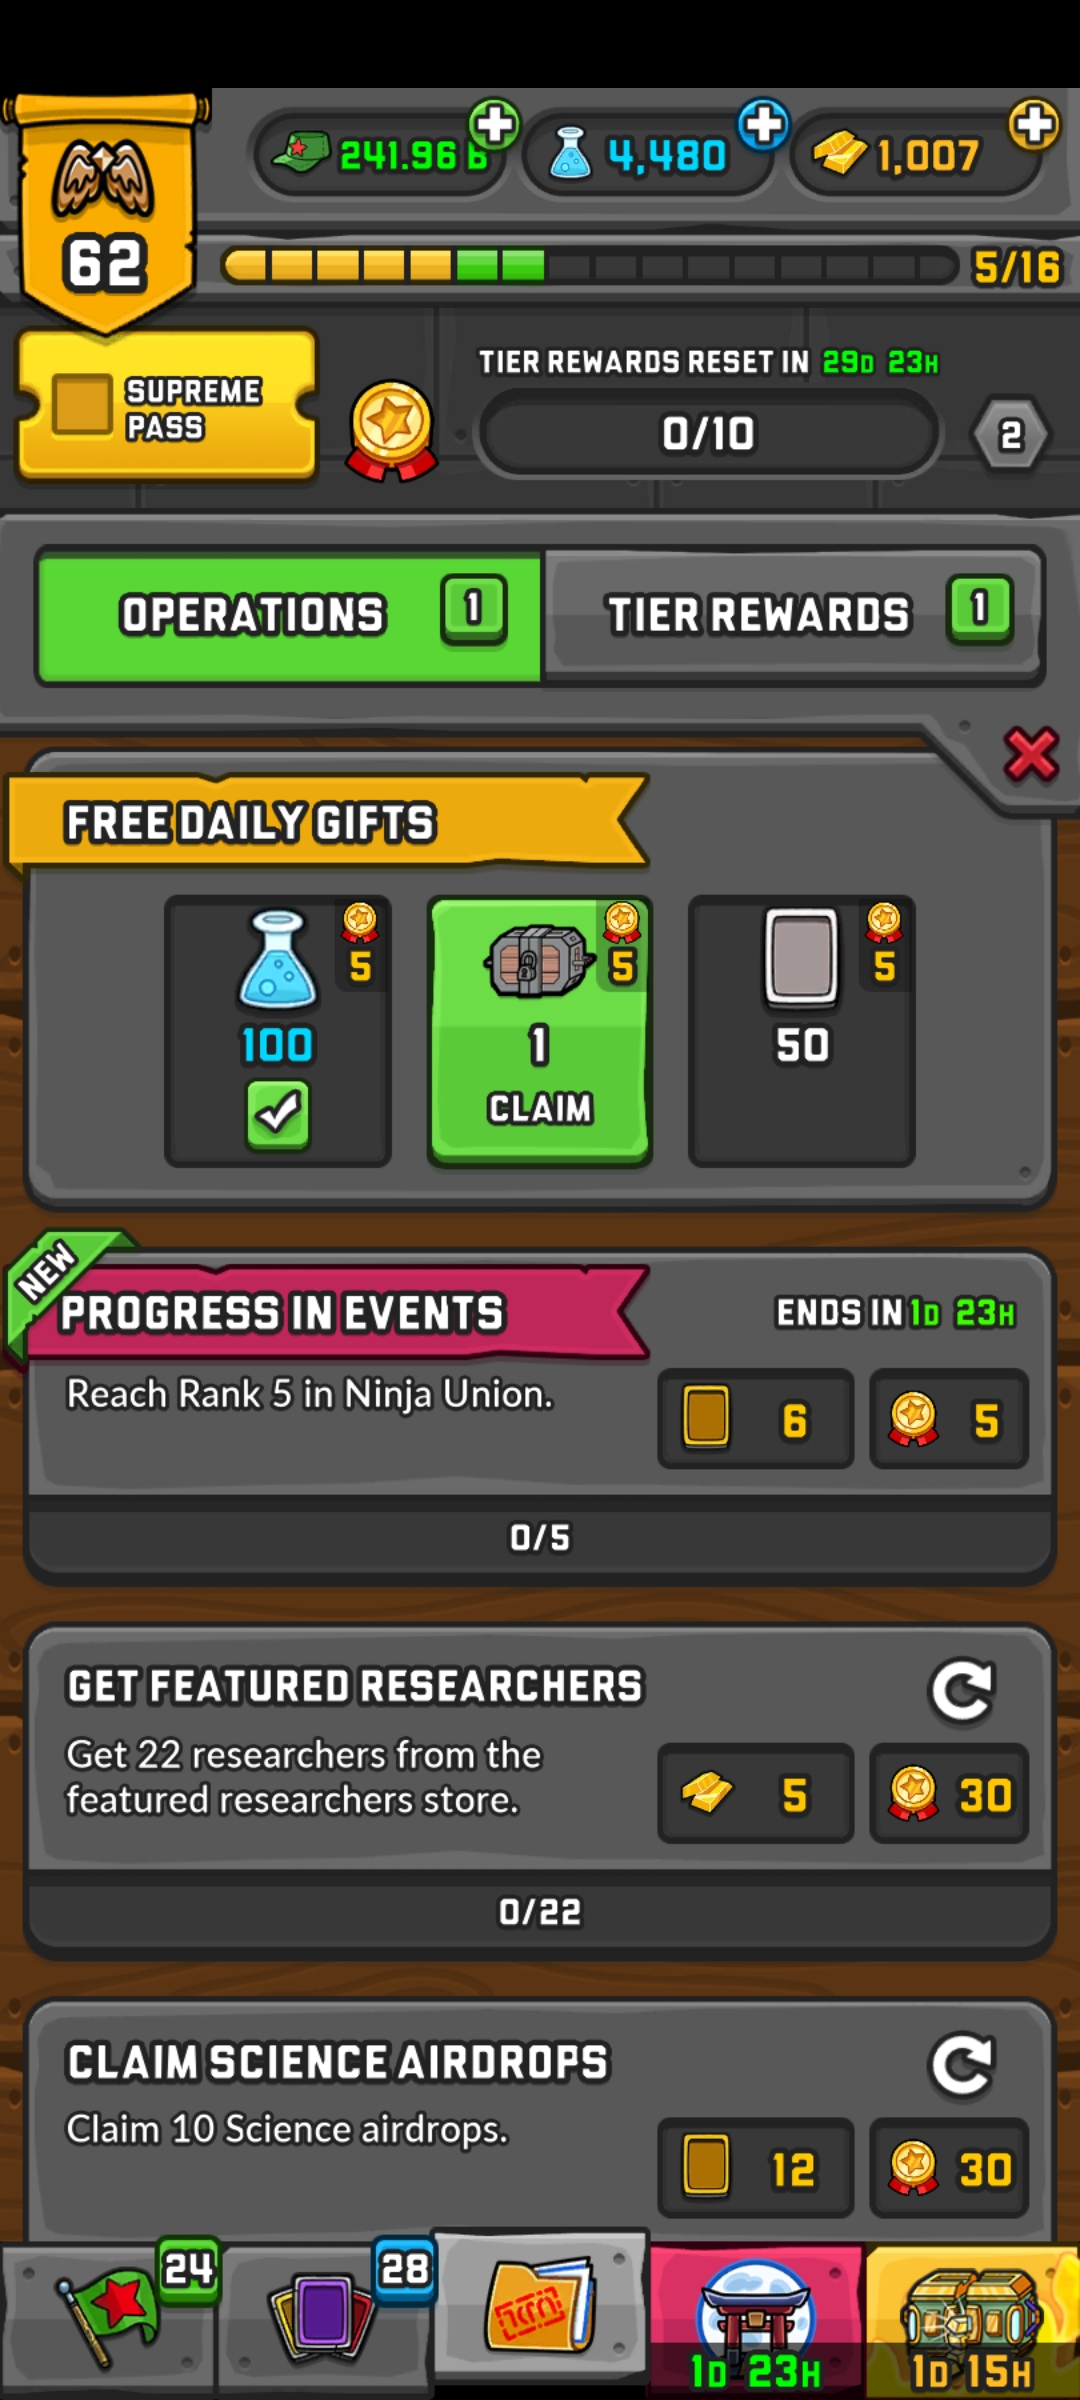 241.96 B
4,480
1,007
62
5/16
SUPREME
PASS
TIER REWARDS RESET IN 29D 23H
0/10
2
OPERATIONS 1
TIER REWARDS 1
FREE DAILY GIFTS
5
5
5
100
1
50
CLAIM
NEW
PROGRESS IN EVENTS
ENDS IN 1D 23H
Reach Rank 5 in Ninja Union.
6
5
0/5
GET FEATURED RESEARCHERS
Get 22 researchers from the
featured researchers store.
5
30
0/22
CLAIM SCIENCE AIRDROPS
Claim 10 Science airdrops.
12
30
24
28
1D 23H
1D 15H